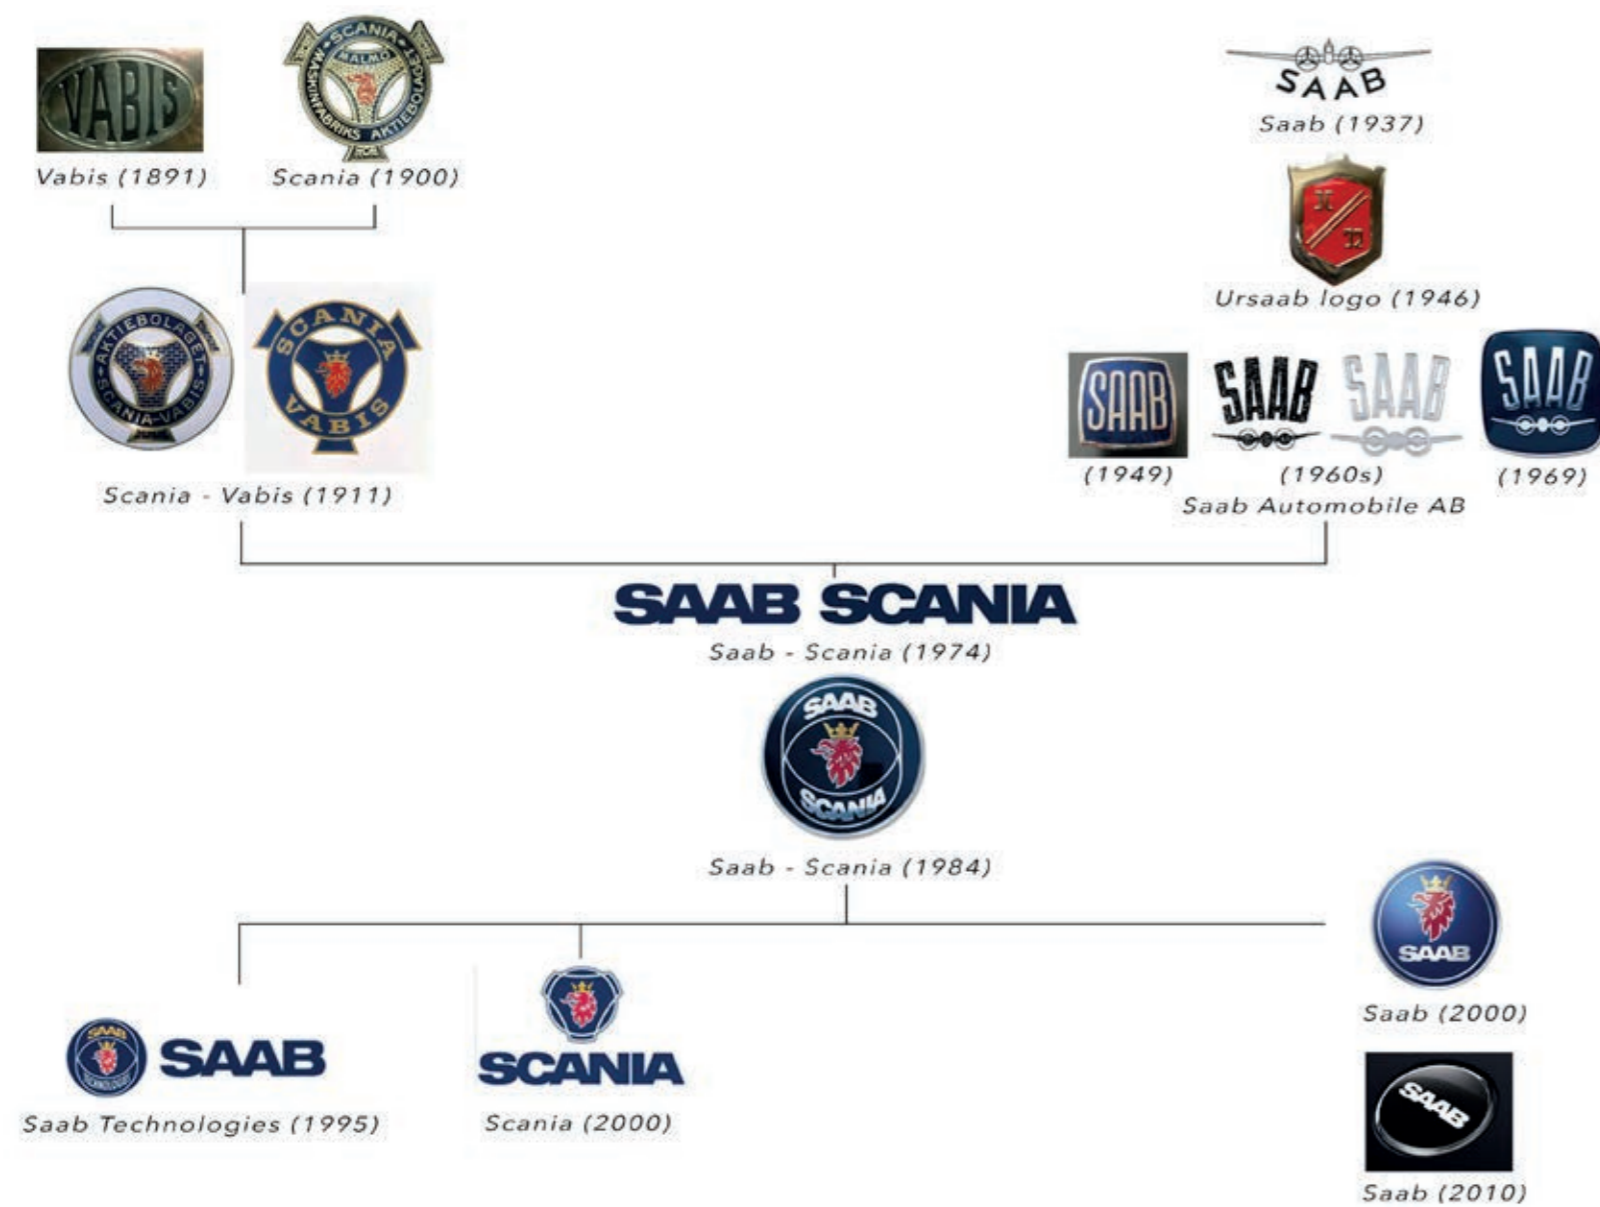 VABIS
Vabis (1891)
SCANIA
MALMÖ
MASKINFABRIKS AKTIEBOLAGET
Scania (1900)
SAAB
Saab (1937)
Ursaab logo (1946)
AKTIEBOLAGET
SCANIA-VABIS
SCANIA
VABIS
Scania - Vabis (1911)
SAAB
(1949)
SAAB
SAAB
(1960s)
SAAB
(1969)
Saab Automobile AB
SAAB SCANIA
Saab - Scania (1974)
SAAB
SCANIA
Saab - Scania (1984)
SAAB
TECHNOLOGIES
SAAB
Saab Technologies (1995)
SCANIA
Scania (2000)
SAAB
Saab (2000)
SAAB
Saab (2010)